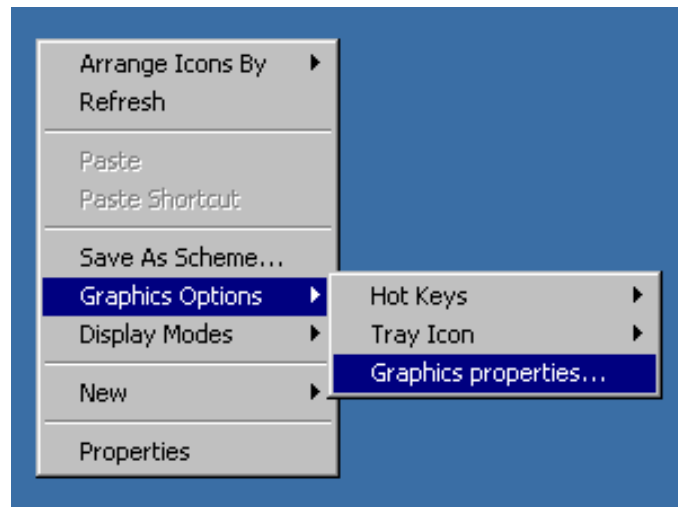 Arrange Icons By
Refresh
Paste
Paste Shortcut
Save As Scheme...
Graphics Options
Display Modes
New
Properties
Hot Keys
Tray Icon
Graphics properties...